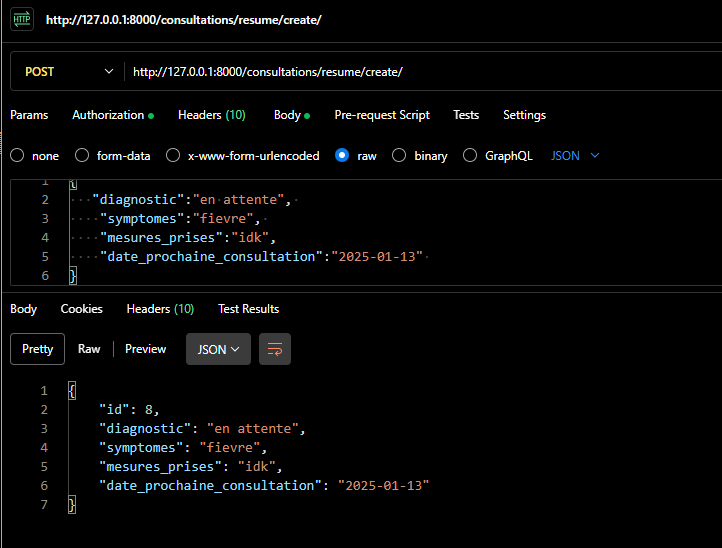 HTTP http://127.0.0.1:8000/consultations/resume/create/
POST http://127.0.0.1:8000/consultations/resume/create/
Params Authorization Headers (10) Body Pre-request Script Tests Settings
none form-data x-www-form-urlencoded raw binary GraphQL JSON
1 {
2 "diagnostic":"en attente",
3 "symptomes":"fievre",
4 "mesures_prises":"idk",
5 "date_prochaine_consultation":"2025-01-13"
6 }
Body Cookies Headers (10) Test Results
Pretty Raw Preview JSON
1 {
2 "id": 8,
3 "diagnostic": "en attente",
4 "symptomes": "fievre",
5 "mesures_prises": "idk",
6 "date_prochaine_consultation": "2025-01-13"
7 }